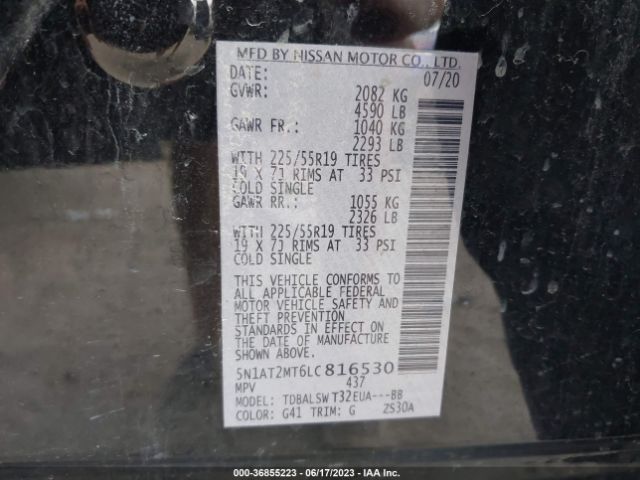 MFD BY NISSAN MOTOR CO., LTD.
DATE: 07/20
GVWR: 2082 KG
4590 LB
GAWR FR.: 1040 KG
2293 LB
WITH 225/55R19 TIRES
19 X 7J RIMS AT 33 PSI
COLD SINGLE
GAWR RR.: 1055 KG
2326 LB
WITH 225/55R19 TIRES
19 X 7J RIMS AT 33 PSI
COLD SINGLE
THIS VEHICLE CONFORMS TO
ALL APPLICABLE FEDERAL
MOTOR VEHICLE SAFETY AND
THEFT PREVENTION
STANDARDS IN EFFECT ON
THE DATE OF MANUFACTURE
SHOWN ABOVE.
5N1AT2MT6LC816530
MPV 437
MODEL: TDBALSW T32EUA---BB
COLOR: G41 TRIM: G ZS30A
000-36855223 - 06/17/2023 - IAA Inc.